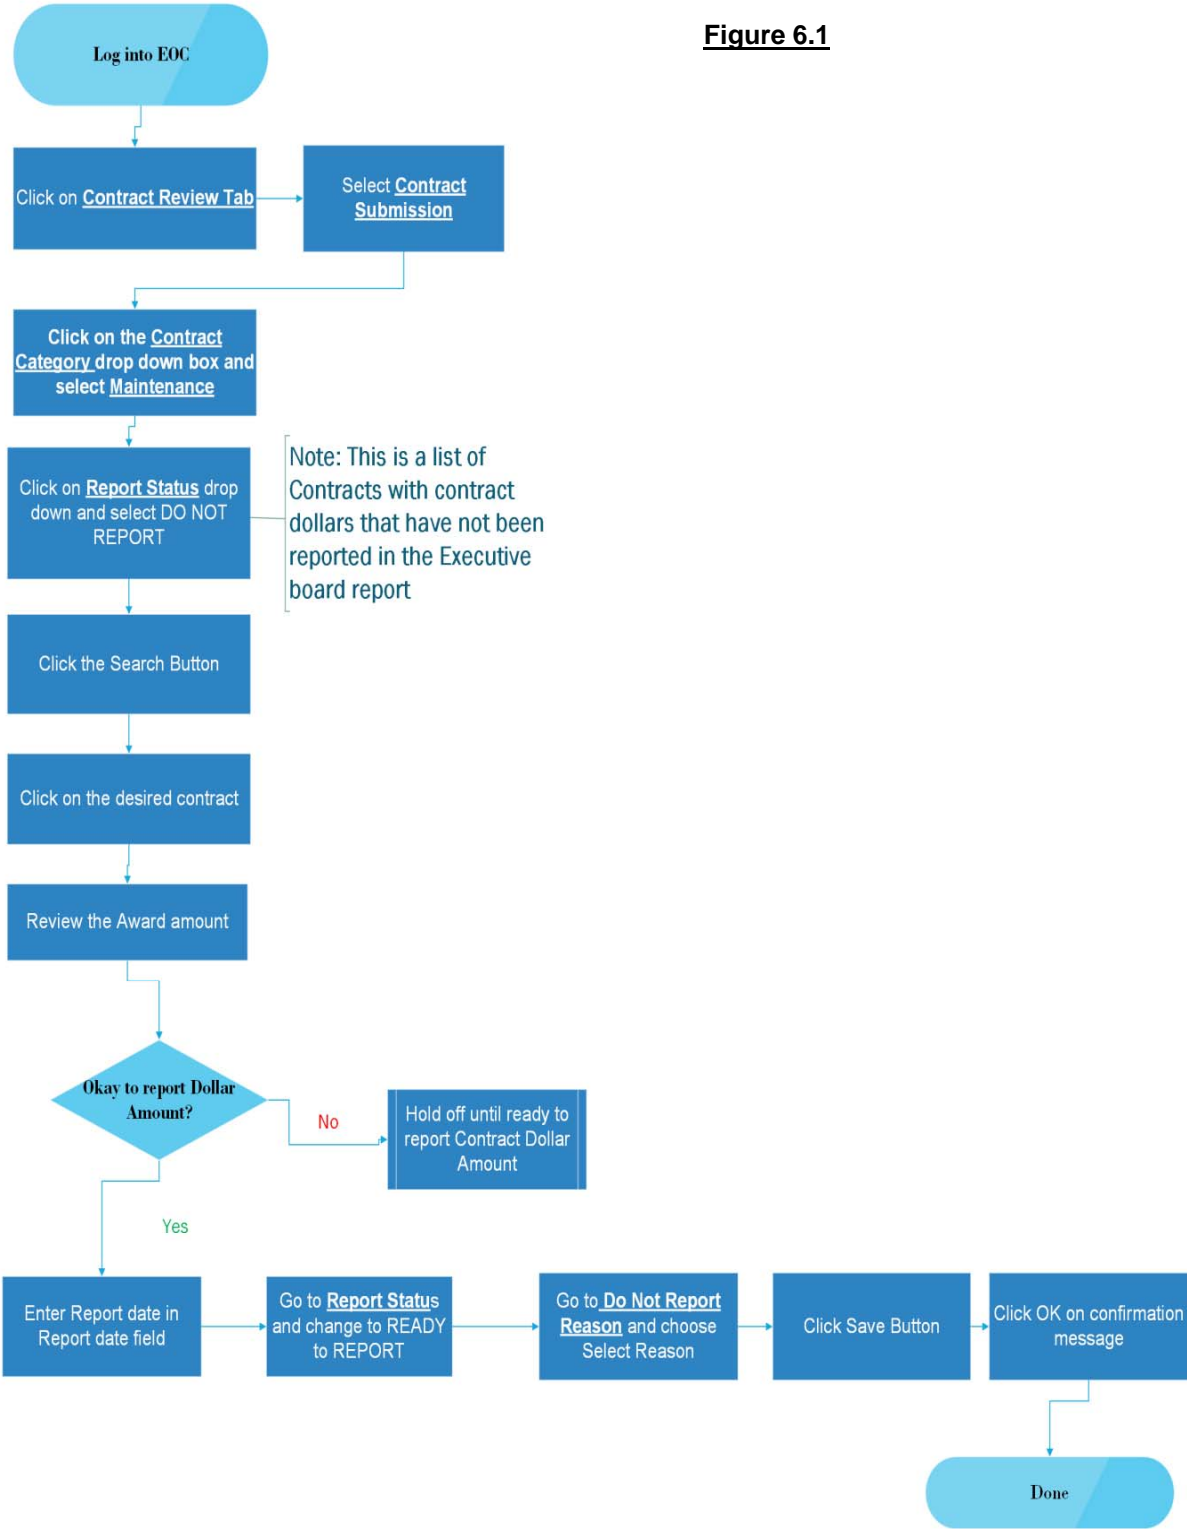 Figure 6.1
Log into EOC
Click on Contract Review Tab
Select Contract
Submission
Click on the Contract
Category drop down box and
select Maintenance
Click on Report Status drop
down and select DO NOT
REPORT
Note: This is a list of
Contracts with contract
dollars that have not been
reported in the Executive
board report
Click the Search Button
Click on the desired contract
Review the Award amount
Okay to report Dollar
Amount?
No
Hold off until ready to
report Contract Dollar
Amount
Yes
Enter Report date in
Report date field
Go to Report Status
and change to READY
to REPORT
Go to Do Not Report
Reason and choose
Select Reason
Click Save Button
Click OK on confirmation
message
Done